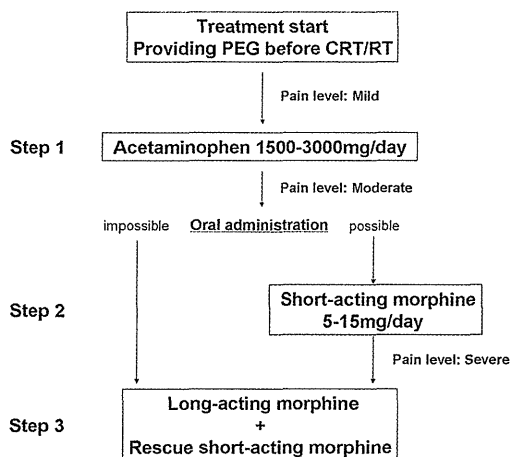 Treatment start
Providing PEG before CRT/RT
Pain level: Mild
Step 1
Acetaminophen 1500-3000mg/day
Pain level: Moderate
impossible
Oral administration
possible
Step 2
Short-acting morphine
5-15mg/day
Pain level: Severe
Step 3
Long-acting morphine
+
Rescue short-acting morphine